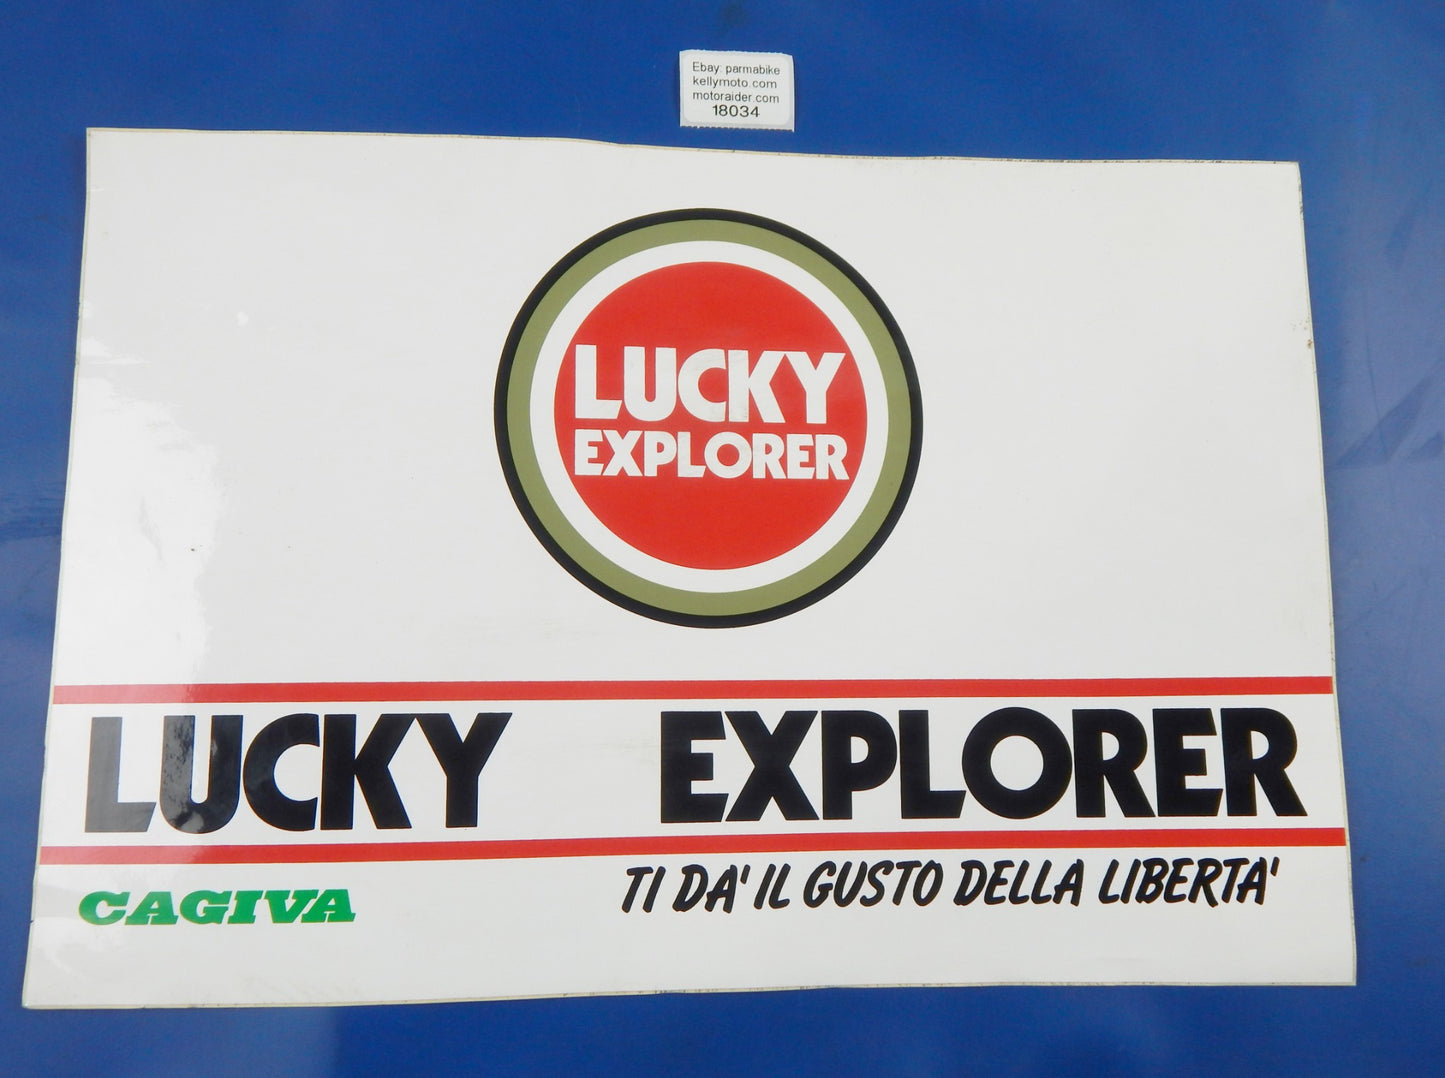 Ebay: parmabike
kellymoto.com
motoraider.com
18034
LUCKY
EXPLORER
LUCKY EXPLORER
CAGIVA
TI DA' IL GUSTO DELLA LIBERTA'